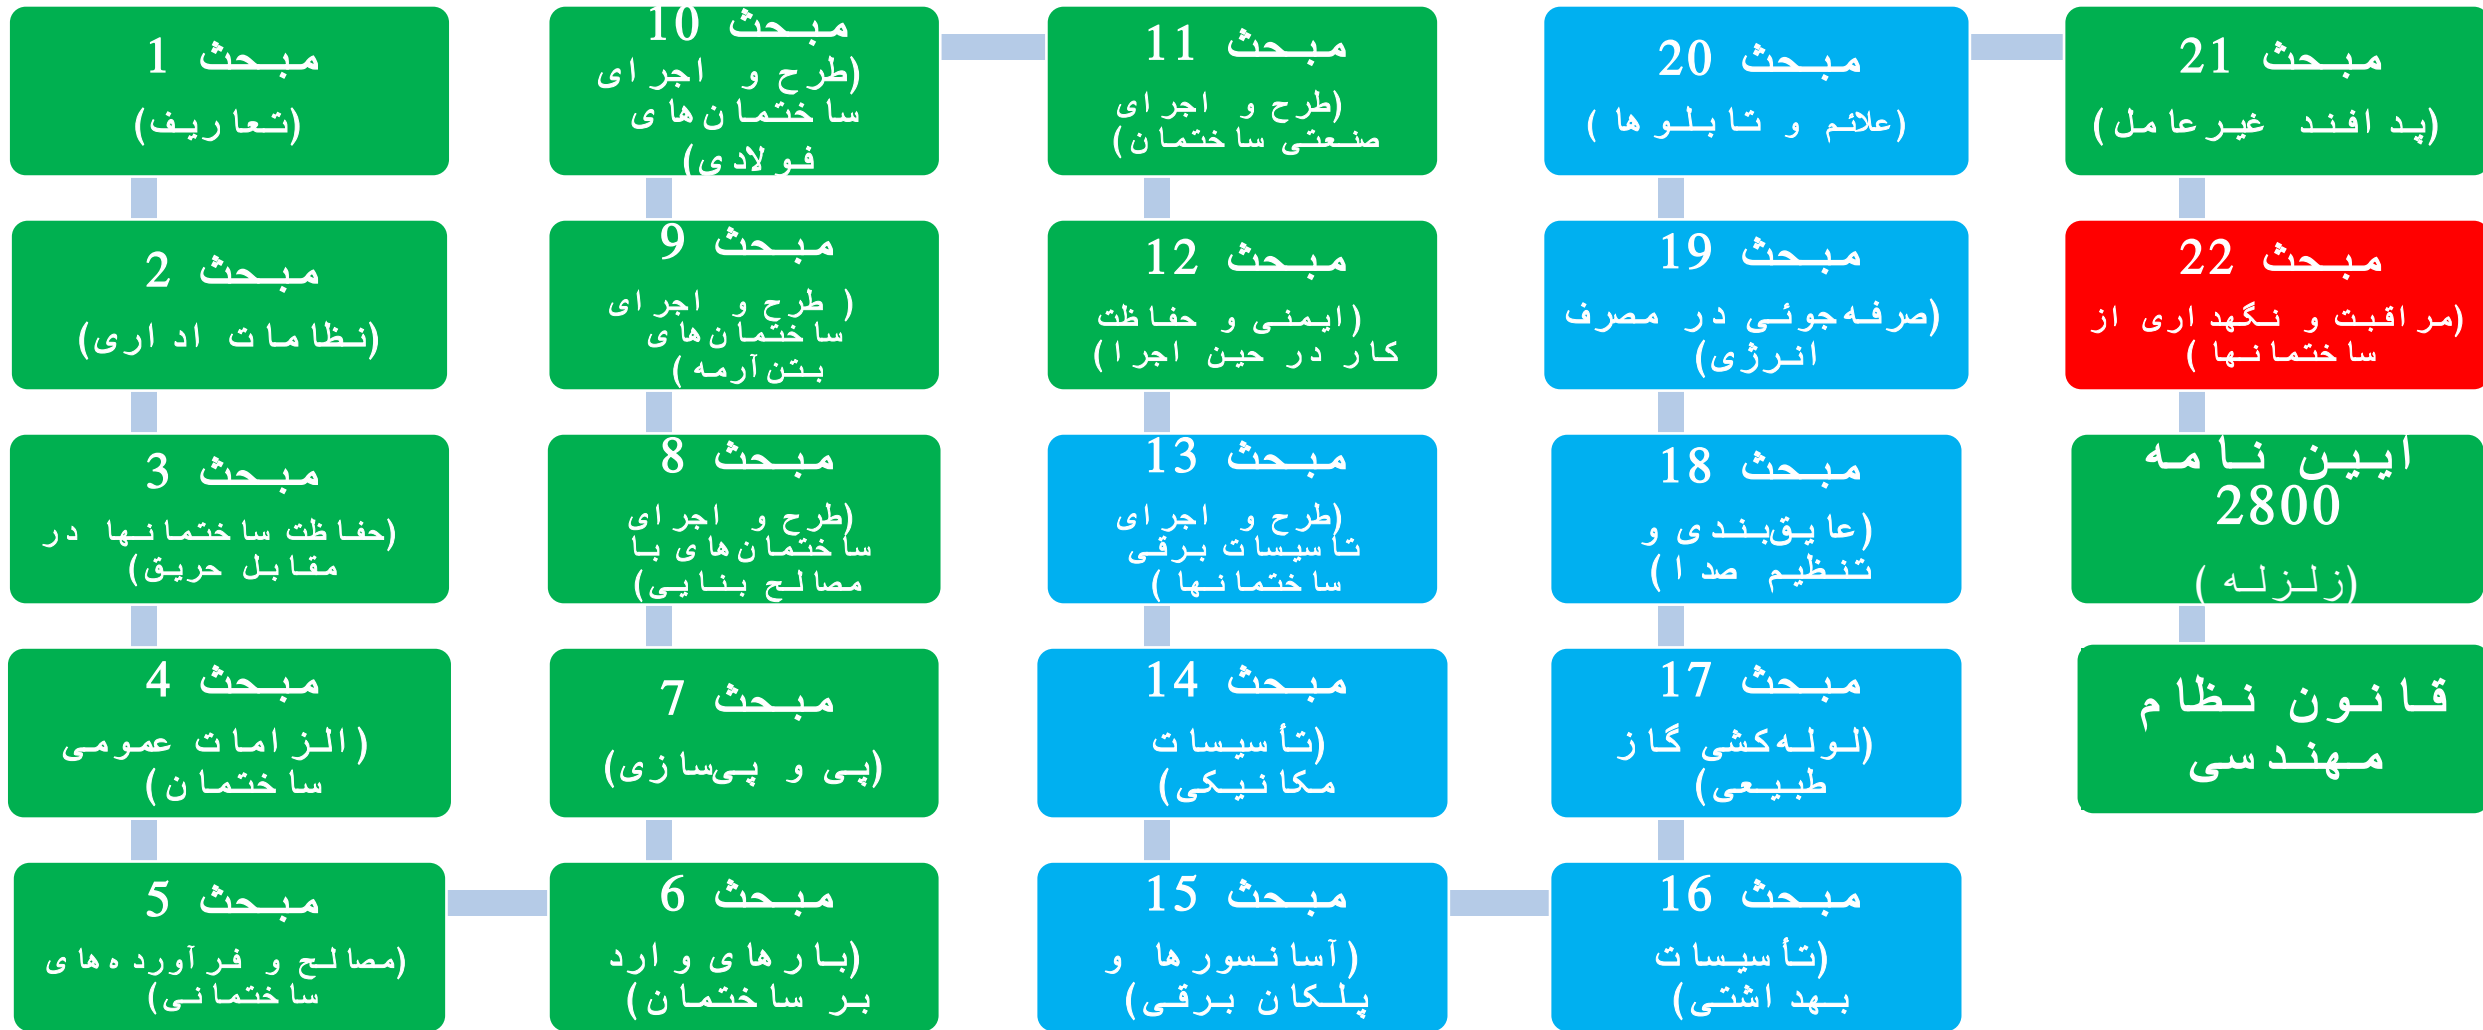 مبحث 1
(تعاریف)
مبحث 2
(نظامات اداری)
مبحث 3
(حفاظت ساختمانها در
مقابل حریق)
مبحث 4
(الزامات عمومی
ساختمان)
مبحث 5
(مصالح و فرآورده‌های
ساختمانی)
مبحث 6
(بارهای وارد
بر ساختمان)
مبحث 7
(پی و پی‌سازی)
مبحث 8
(طرح و اجرای
ساختمان‌های با
مصالح بنایی)
مبحث 9
( طرح و اجرای
ساختمان‌های
بتن‌آرمه)
مبحث 10
(طرح و اجرای
ساختمان‌های
فولادی)
مبحث 11
(طرح و اجرای
صنعتی ساختمان)
مبحث 12
(ایمنی و حفاظت
کار در حین اجرا)
مبحث 13
(طرح و اجرای
تاسیسات برقی
ساختمانها)
مبحث 14
(تأسیسات
مکانیکی)
مبحث 15
(آسانسورها و
پلکان برقی)
مبحث 16
(تأسیسات
بهداشتی)
مبحث 17
(لوله‌کشی گاز
طبیعی)
مبحث 18
(عایق‌بندی و
تنظیم صدا)
مبحث 19
(صرفه‌جوئی در مصرف
انرژی)
مبحث 20
(علائم و تابلوها)
مبحث 21
(پدافند غیرعامل)
مبحث 22
(مراقبت و نگهداری از
ساختمانها)
ایین نامه
2800
(زلزله)
قانون نظام
مهندسی